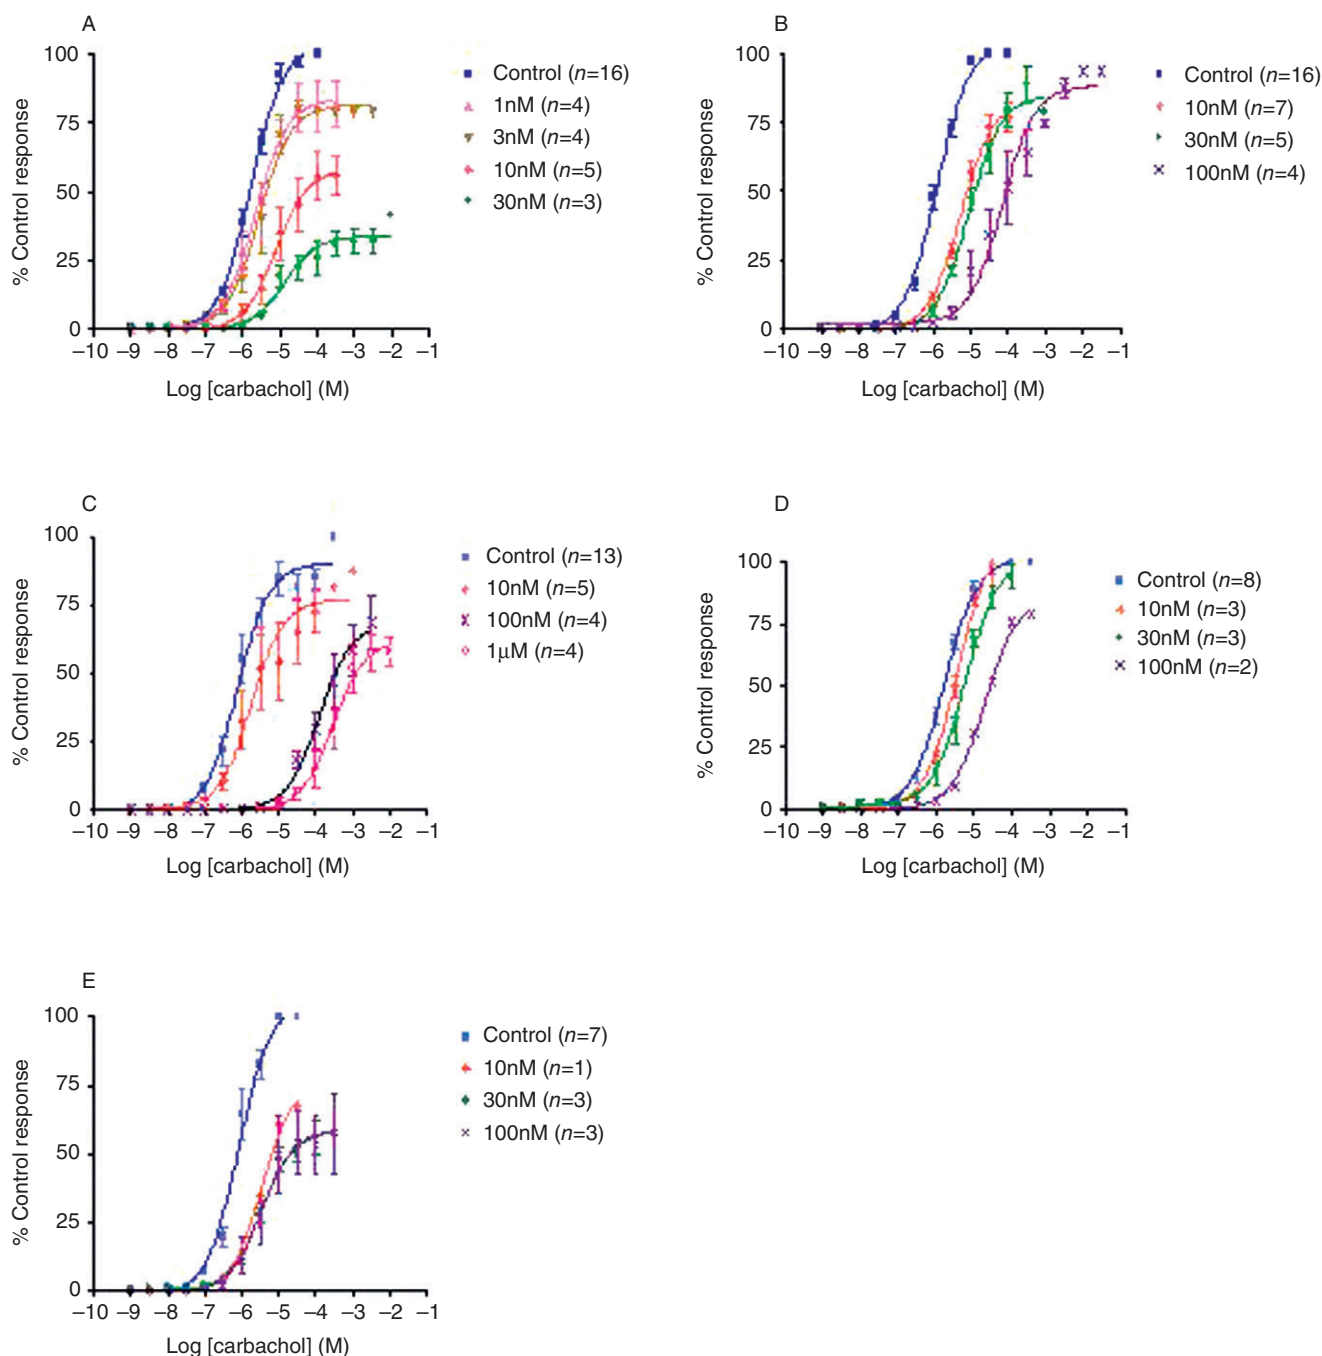 A
% Control response
100
75
50
25
0
–10 –9 –8 –7 –6 –5 –4 –3 –2 –1
Log [carbachol] (M)
Control (n=16)
1nM (n=4)
3nM (n=4)
10nM (n=5)
30nM (n=3)
B
% Control response
100
75
50
25
0
–10 –9 –8 –7 –6 –5 –4 –3 –2 –1
Log [carbachol] (M)
Control (n=16)
10nM (n=7)
30nM (n=5)
100nM (n=4)
C
% Control response
100
75
50
25
0
–10 –9 –8 –7 –6 –5 –4 –3 –2 –1
Log [carbachol] (M)
Control (n=13)
10nM (n=5)
100nM (n=4)
1μM (n=4)
D
% Control response
100
75
50
25
0
–10 –9 –8 –7 –6 –5 –4 –3 –2 –1
Log [carbachol] (M)
Control (n=8)
10nM (n=3)
30nM (n=3)
100nM (n=2)
E
% Control response
100
75
50
25
0
–10 –9 –8 –7 –6 –5 –4 –3 –2 –1
Log [carbachol] (M)
Control (n=7)
10nM (n=1)
30nM (n=3)
100nM (n=3)